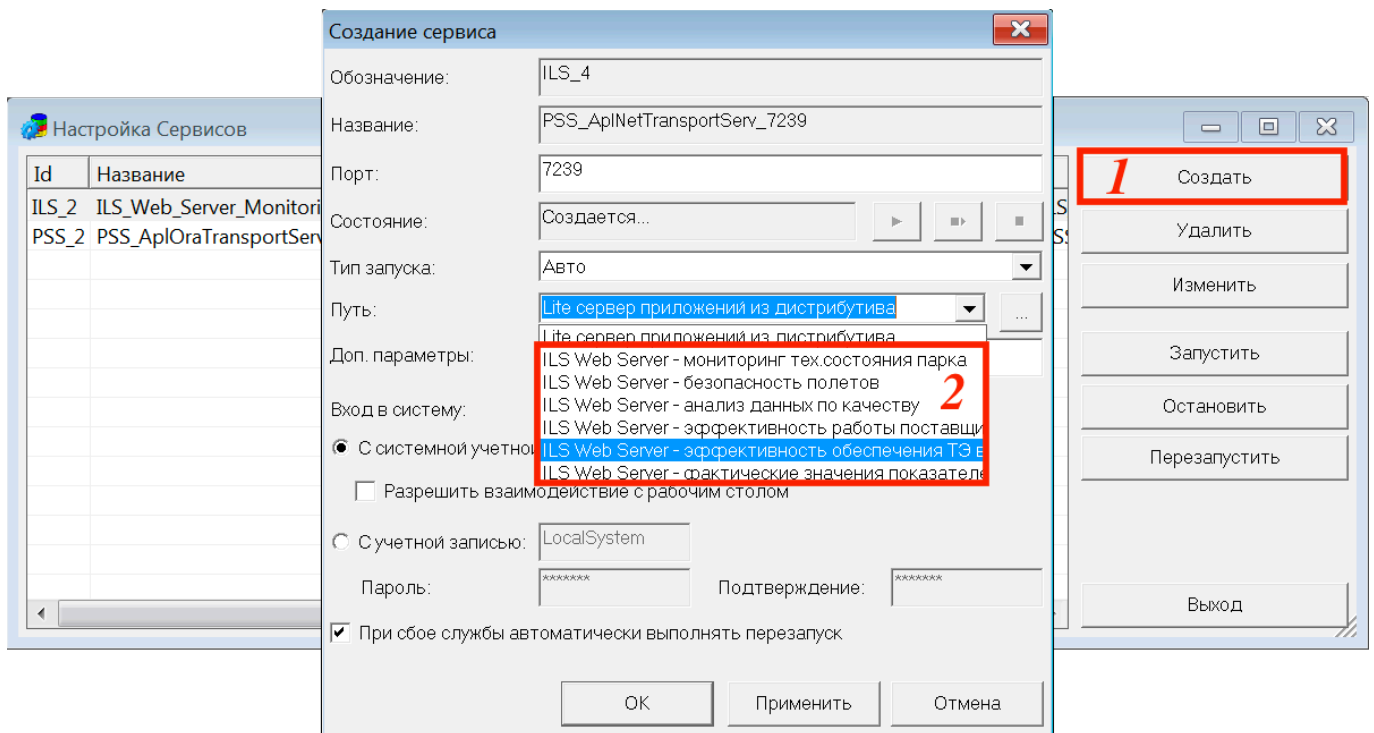 Создание сервиса
Обозначение: ILS_4
Название: PSS_AplNetTransportServ_7239
Порт: 7239
Состояние: Создается...
Тип запуска: Авто
Путь: Lite сервер приложений из дистрибутива ...
Lite сервер приложений из дистрибутива
Доп. параметры:
ILS Web Server - мониторинг тех.состояния парка
ILS Web Server - безопасность полетов
ILS Web Server - анализ данных по качеству
ILS Web Server - эффективность работы поставщи
ILS Web Server - эффективность обеспечения ТЭ в
ILS Web Server - фактические значения показателе
2
Вход в систему:
С системной учетно
Разрешить взаимодействие с рабочим столом
С учетной записью: LocalSystem
Пароль: ******* Подтверждение: *******
При сбое службы автоматически выполнять перезапуск
OK Применить Отмена
Настройка Сервисов
Id Название
ILS_2 ILS_Web_Server_Monitori
PSS_2 PSS_AplOraTransportServ
1
Создать
Удалить
Изменить
Запустить
Остановить
Перезапустить
Выход